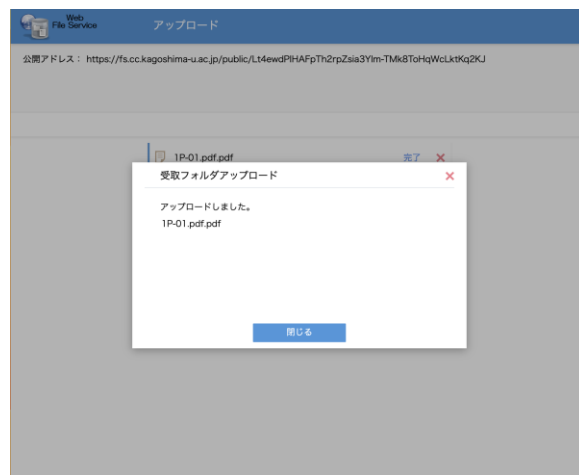 Web
File Service
アップロード
公開アドレス： https://fs.cc.kagoshima-u.ac.jp/public/Lt4ewdPlHAFpTh2rpZsia3Ylm-TMk8ToHqWcLktKq2KJ
1P-01.pdf.pdf 完了
受取フォルダアップロード
アップロードしました。
1P-01.pdf.pdf
閉じる